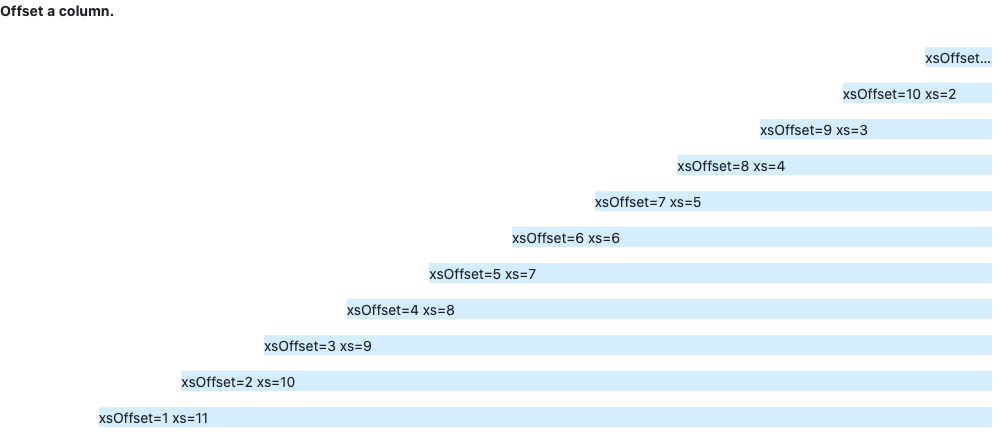 Offset a column.
xsOffset...
xsOffset=10 xs=2
xsOffset=9 xs=3
xsOffset=8 xs=4
xsOffset=7 xs=5
xsOffset=6 xs=6
xsOffset=5 xs=7
xsOffset=4 xs=8
xsOffset=3 xs=9
xsOffset=2 xs=10
xsOffset=1 xs=11